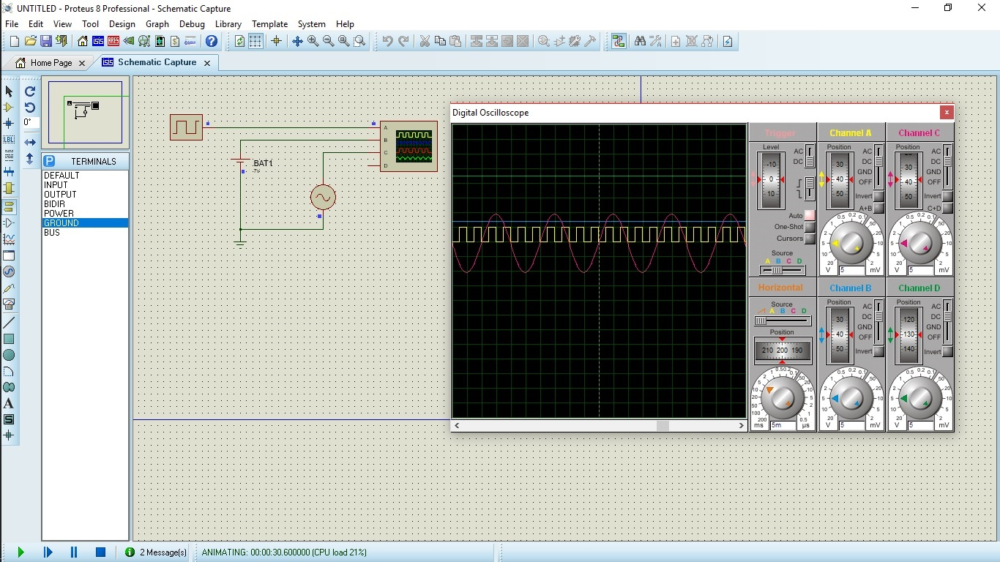 UNTITLED - Proteus 8 Professional - Schematic Capture
File Edit View Tool Design Graph Debug Library Template System Help
Home Page Schematic Capture
0°
LBL
TERMINALS
DEFAULT
INPUT
OUTPUT
BIDIR
POWER
GROUND
BUS
A
B
C
D
BAT1
7V
Digital Oscilloscope
Trigger
Level
-10
0
10
AC
DC
Auto
One-Shot
Cursors
Source
A B C D
Channel A
Position
30
40
50
AC
DC
GND
OFF
Invert
A+B
V 5 mV
Channel C
Position
30
40
50
AC
DC
GND
OFF
Invert
C+D
V 5 mV
Horizontal
Source
A B C D
Position
210 200 190
ms 5m µs
Channel B
Position
30
40
50
AC
DC
GND
OFF
Invert
V 5 mV
Channel D
Position
-120
-130
-140
AC
DC
GND
OFF
Invert
V 5 mV
2 Message(s) ANIMATING: 00:00:30.600000 (CPU load 21%)